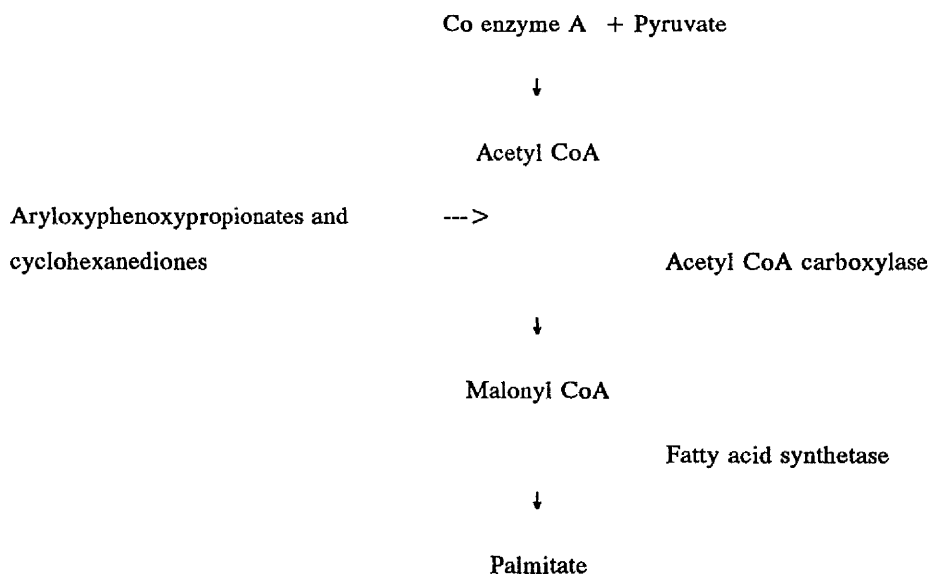 Co enzyme A + Pyruvate
↓
Acetyl CoA
Aryloxyphenoxypropionates and --->
cyclohexanediones
Acetyl CoA carboxylase
↓
Malonyl CoA
Fatty acid synthetase
↓
Palmitate